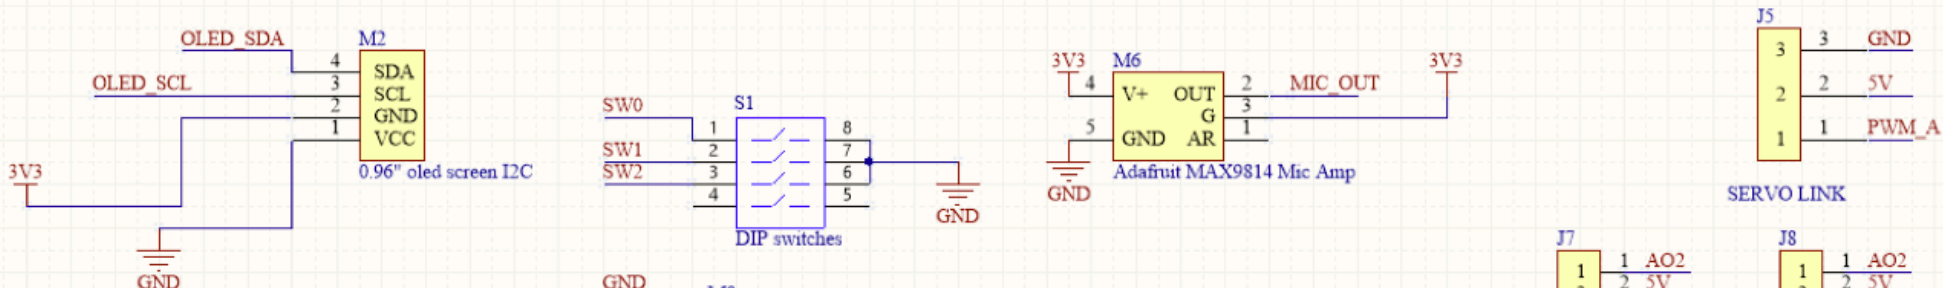 OLED_SDA
OLED_SCL
M2
4 SDA
3 SCL
2 GND
1 VCC
0.96" oled screen I2C
3V3
GND
SW0
SW1
SW2
S1
1 8
2 7
3 6
4 5
DIP switches
GND
GND
3V3
M6
3V3
4 V+ OUT 2 MIC_OUT
G 3
5 GND AR 1
GND
Adafruit MAX9814 Mic Amp
J5
3 3 GND
2 2 5V
1 1 PWM_A
SERVO LINK
J7
1 1 AO2
2 5V
J8
1 1 AO2
2 5V